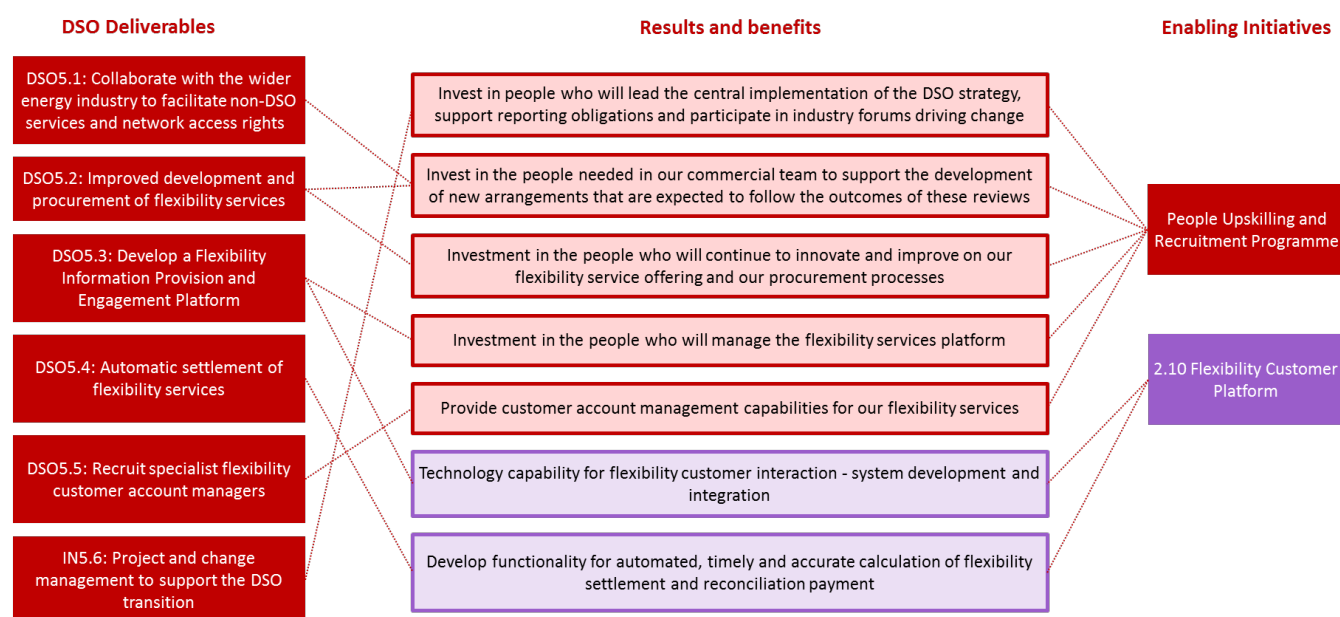 DSO Deliverables
DSO5.1: Collaborate with the wider
energy industry to facilitate non-DSO
services and network access rights
DSO5.2: Improved development and
procurement of flexibility services
DSO5.3: Develop a Flexibility
Information Provision and
Engagement Platform
DSO5.4: Automatic settlement of
flexibility services
DSO5.5: Recruit specialist flexibility
customer account managers
IN5.6: Project and change
management to support the DSO
transition
Results and benefits
Invest in people who will lead the central implementation of the DSO strategy,
support reporting obligations and participate in industry forums driving change
Invest in the people needed in our commercial team to support the development
of new arrangements that are expected to follow the outcomes of these reviews
Investment in the people who will continue to innovate and improve on our
flexibility service offering and our procurement processes
Investment in the people who will manage the flexibility services platform
Provide customer account management capabilities for our flexibility services
Technology capability for flexibility customer interaction - system development and
integration
Develop functionality for automated, timely and accurate calculation of flexibility
settlement and reconciliation payment
Enabling Initiatives
People Upskilling and
Recruitment Programme
2.10 Flexibility Customer
Platform